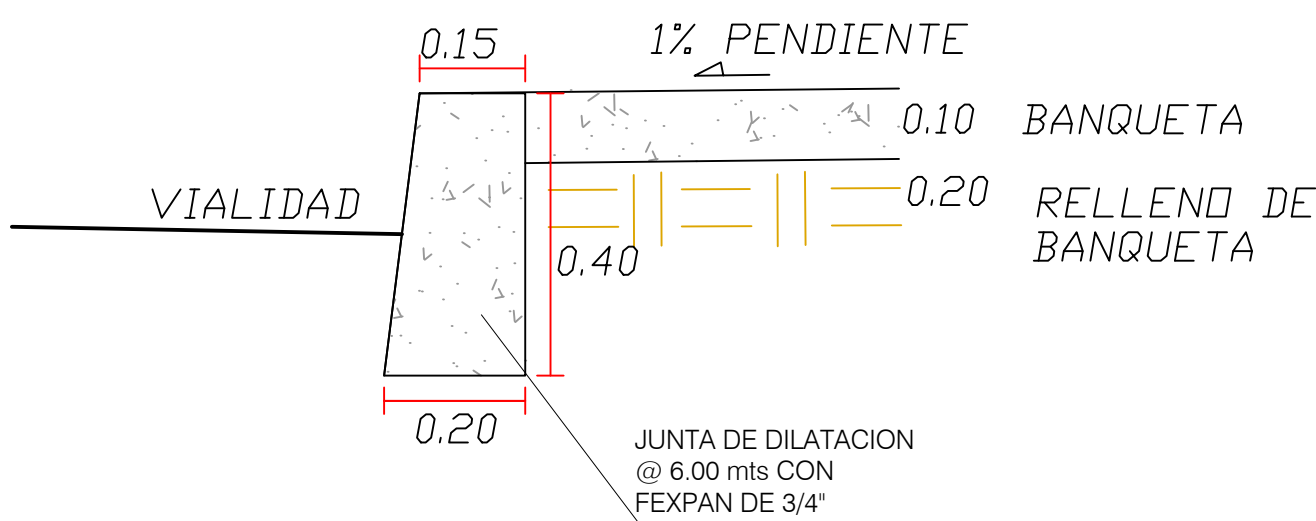 0.15
1% PENDIENTE
0.10 BANQUETA
VIALIDAD
0.20 RELLENO DE
BANQUETA
0.40
0.20
JUNTA DE DILATACION
@ 6.00 mts CON
FEXPAN DE 3/4"